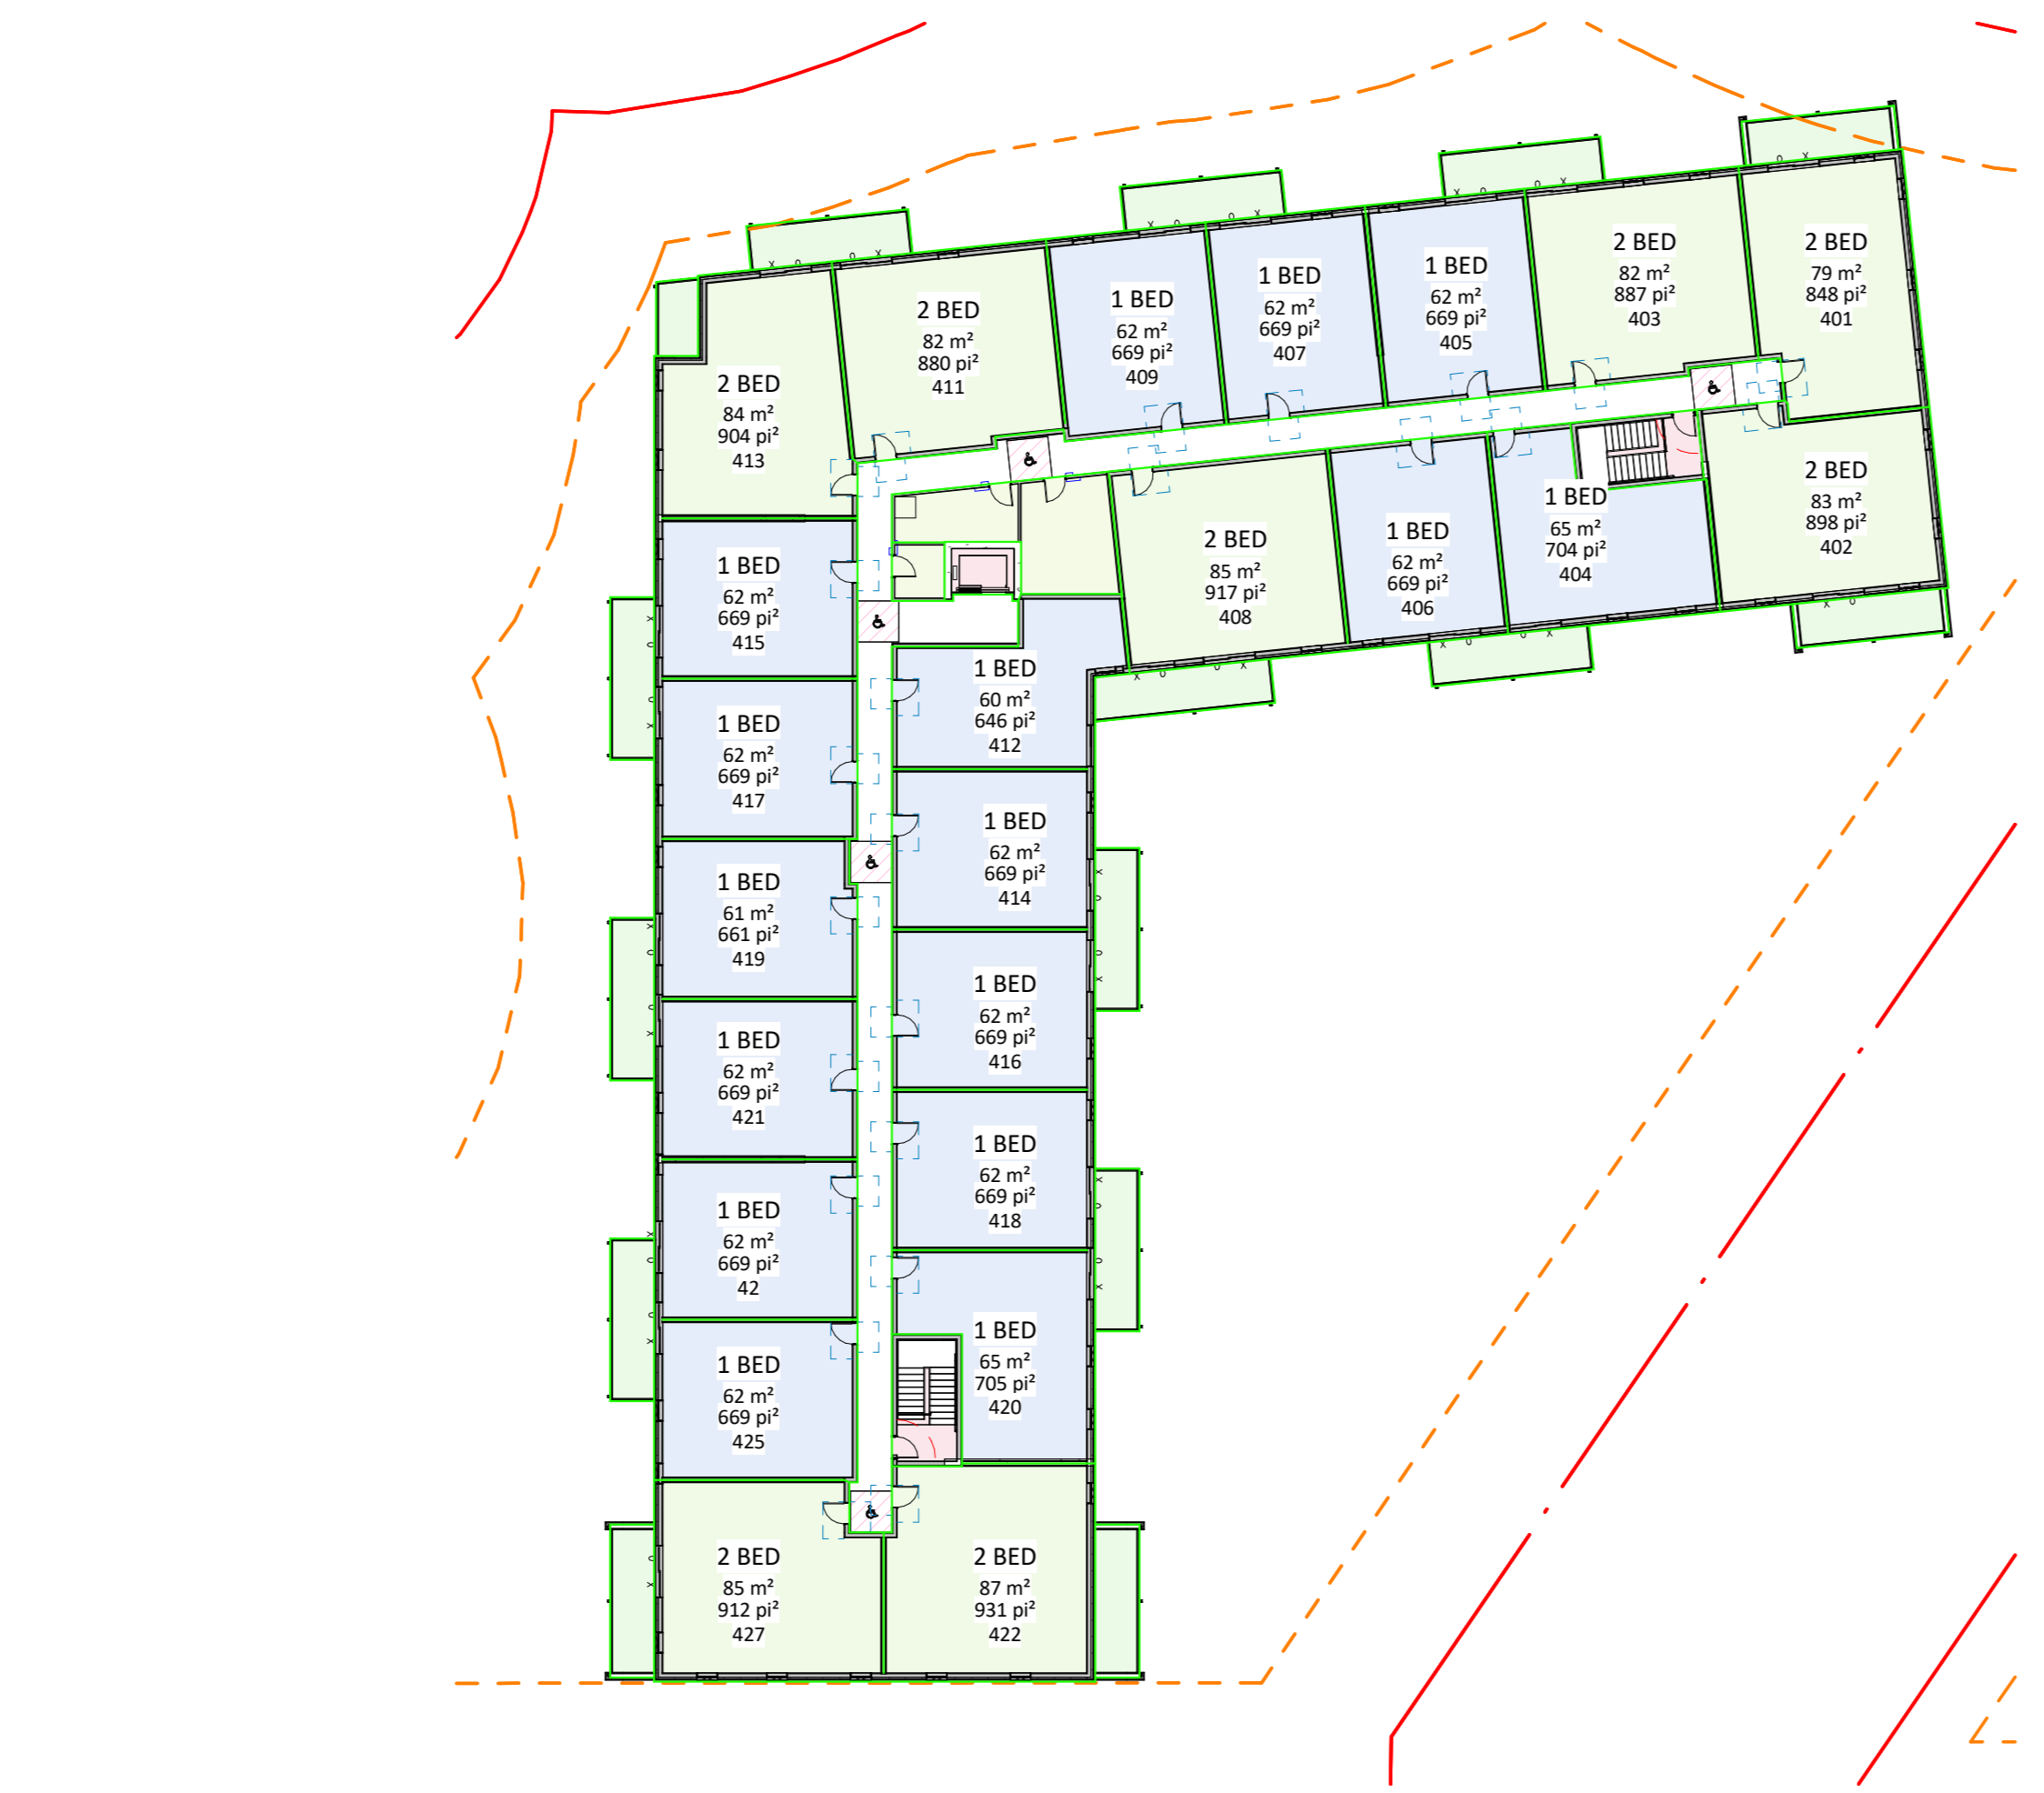 2 BED
79 m²
848 pi²
401
2 BED
82 m²
887 pi²
403
1 BED
62 m²
669 pi²
405
1 BED
62 m²
669 pi²
407
1 BED
62 m²
669 pi²
409
2 BED
82 m²
880 pi²
411
2 BED
84 m²
904 pi²
413
2 BED
83 m²
898 pi²
402
1 BED
65 m²
704 pi²
404
1 BED
62 m²
669 pi²
406
2 BED
85 m²
917 pi²
408
1 BED
62 m²
669 pi²
415
1 BED
60 m²
646 pi²
412
1 BED
62 m²
669 pi²
417
1 BED
62 m²
669 pi²
414
1 BED
61 m²
661 pi²
419
1 BED
62 m²
669 pi²
416
1 BED
62 m²
669 pi²
421
1 BED
62 m²
669 pi²
418
1 BED
62 m²
669 pi²
42
1 BED
65 m²
705 pi²
420
1 BED
62 m²
669 pi²
425
2 BED
85 m²
912 pi²
427
2 BED
87 m²
931 pi²
422